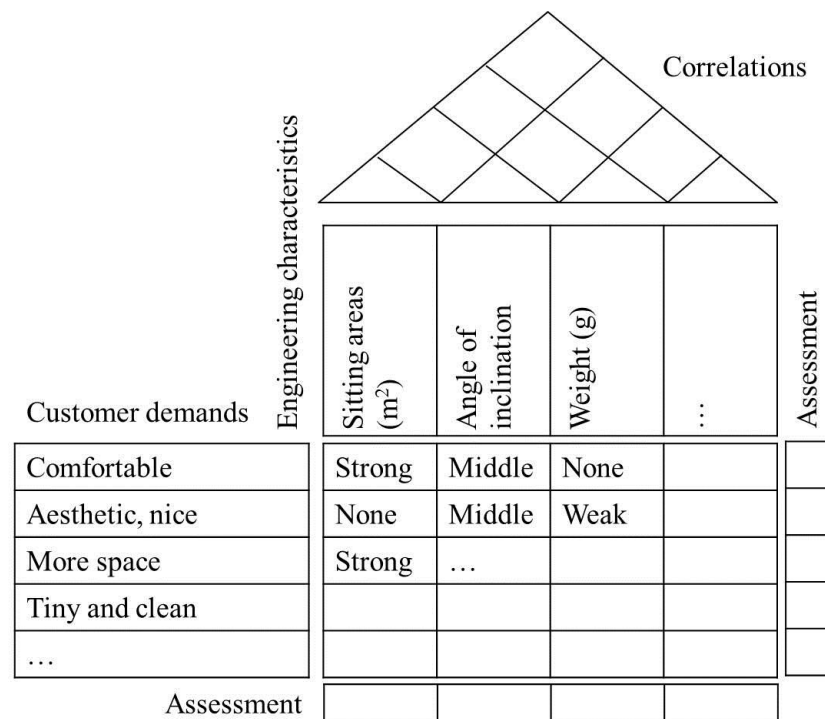 Correlations
Engineering characteristics
Sitting areas
(m²)
Angle of
inclination
Weight (g)
…
Assessment
Customer demands
Comfortable Strong Middle None
Aesthetic, nice None Middle Weak
More space Strong …
Tiny and clean
…
Assessment